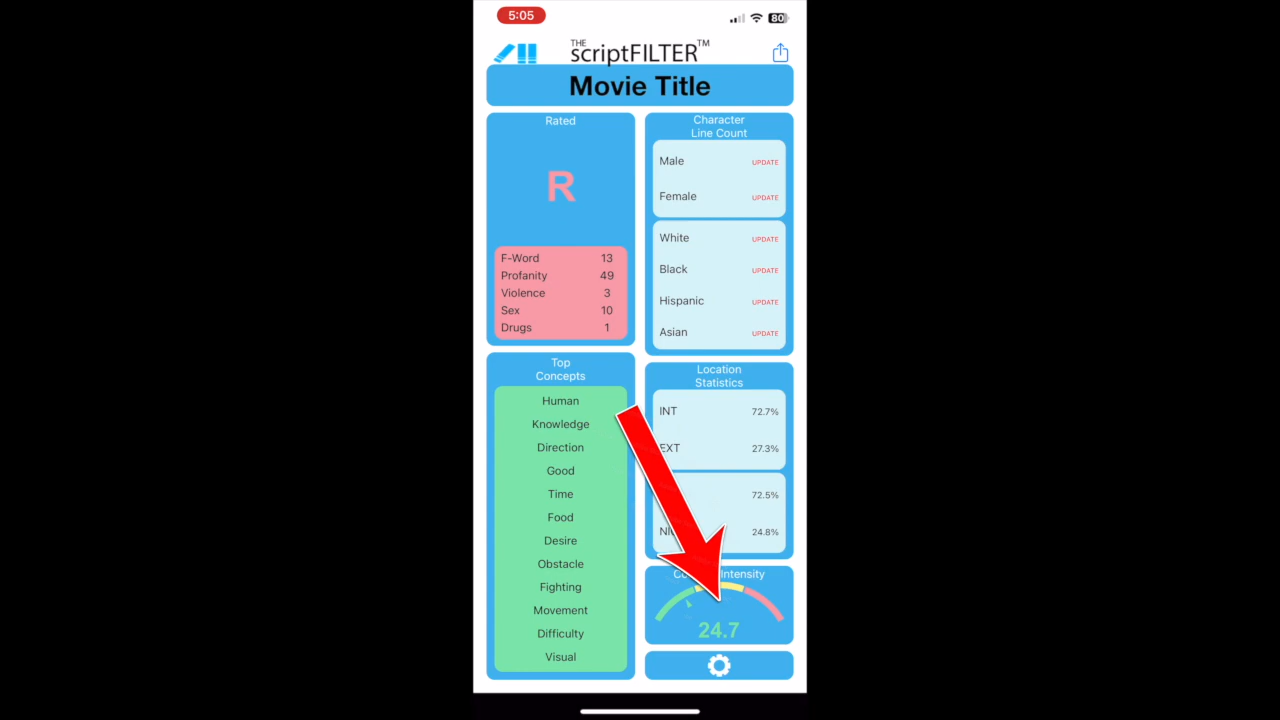 5:05
80
THE
scriptFILTER™
Movie Title
Rated
R
F-Word 13
Profanity 49
Violence 3
Sex 10
Drugs 1
Top
Concepts
Human
Knowledge
Direction
Good
Time
Food
Desire
Obstacle
Fighting
Movement
Difficulty
Visual
Character
Line Count
Male UPDATE
Female UPDATE
White UPDATE
Black UPDATE
Hispanic UPDATE
Asian UPDATE
Location
Statistics
INT 72.7%
EXT 27.3%
72.5%
24.8%
Intensity
24.7